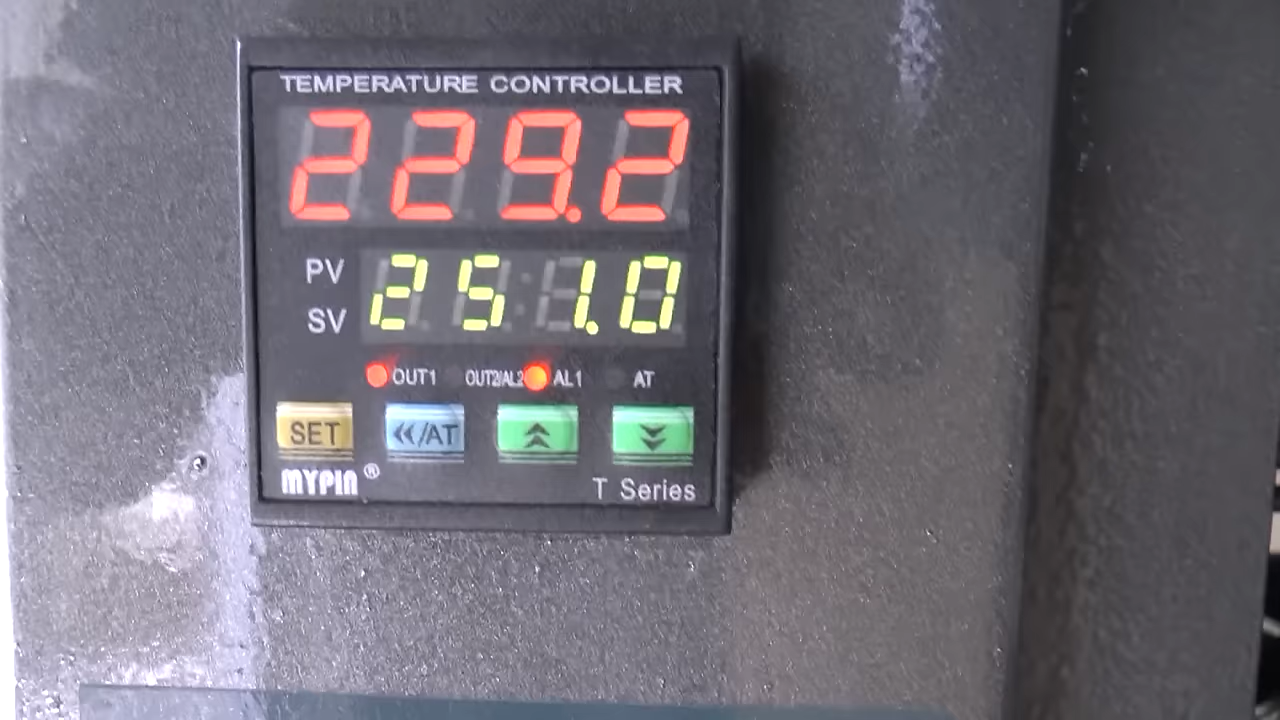 TEMPERATURE CONTROLLER
229.2
PV
251.0
SV
OUT1 OUT2/AL2 AL1 AT
SET «/AT
MYPIN®
T Series